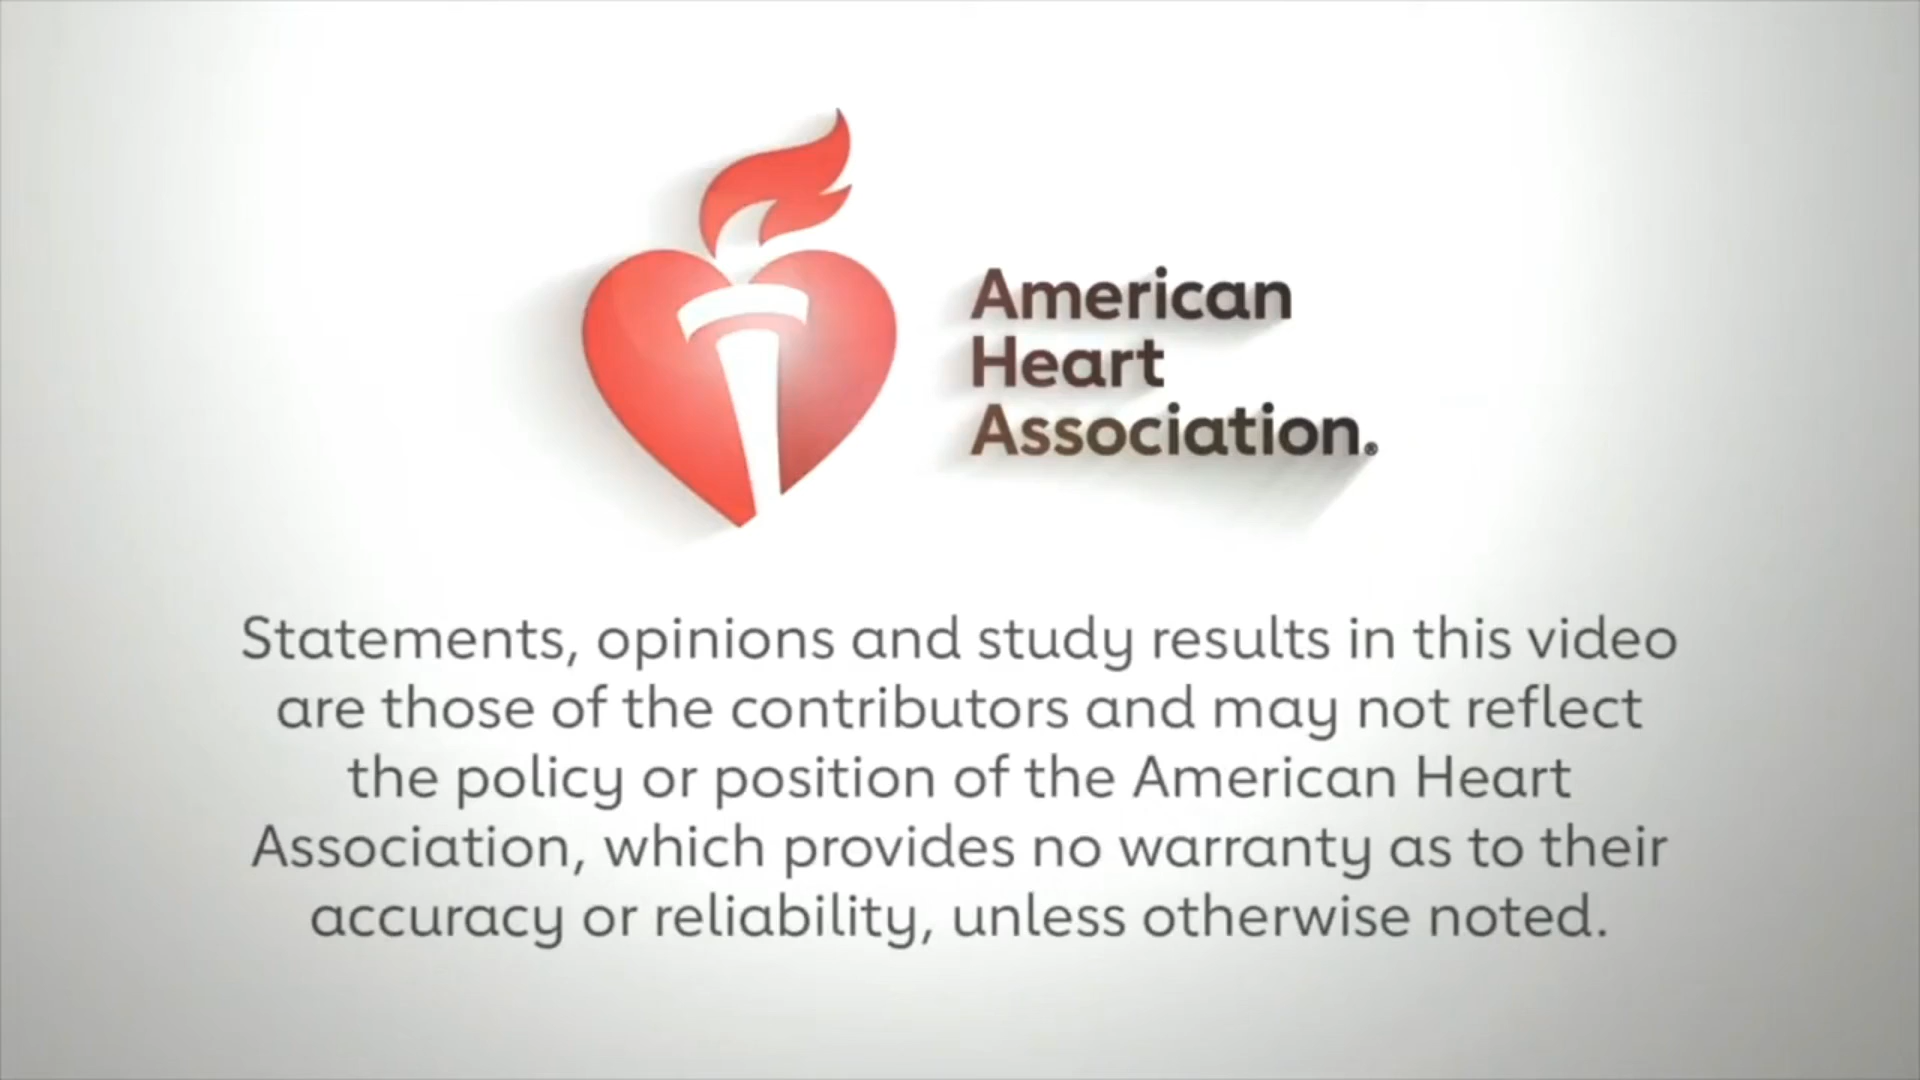 American
Heart
Association®
Statements, opinions and study results in this video
are those of the contributors and may not reflect
the policy or position of the American Heart
Association, which provides no warranty as to their
accuracy or reliability, unless otherwise noted.